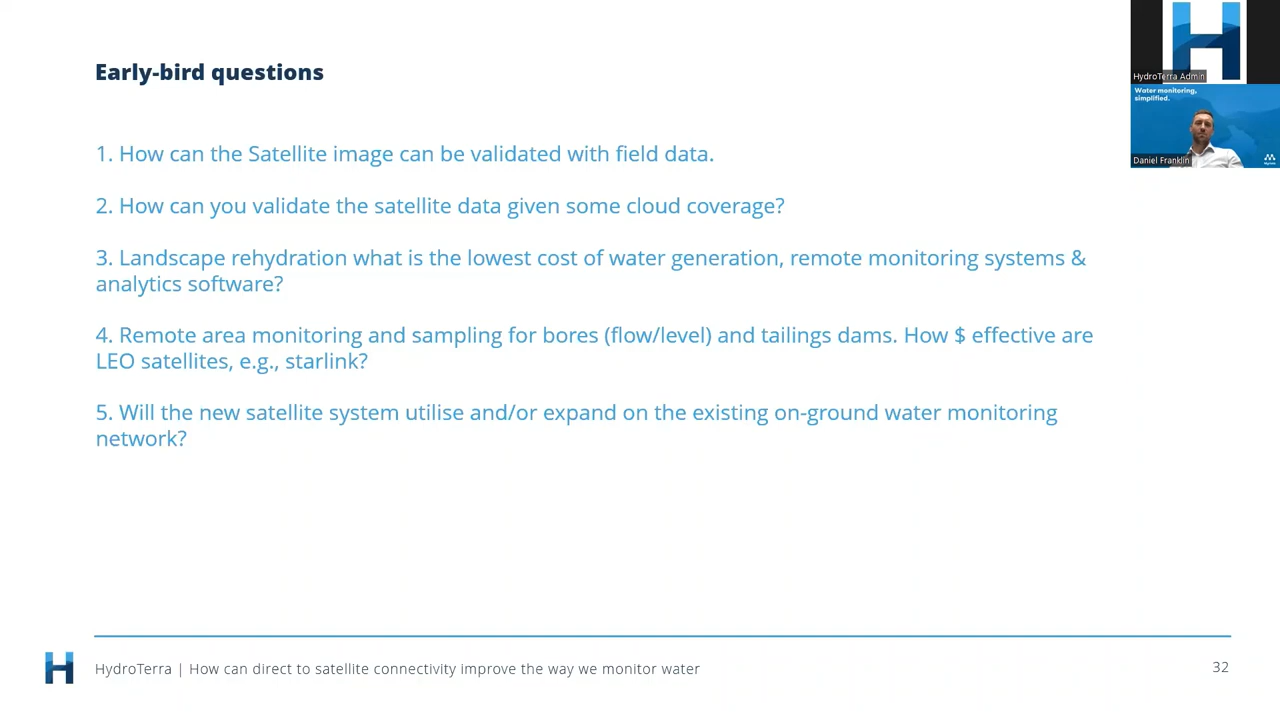 Early-bird questions
1. How can the Satellite image can be validated with field data.
2. How can you validate the satellite data given some cloud coverage?
3. Landscape rehydration what is the lowest cost of water generation, remote monitoring systems &
analytics software?
4. Remote area monitoring and sampling for bores (flow/level) and tailings dams. How $ effective are
LEO satellites, e.g., starlink?
5. Will the new satellite system utilise and/or expand on the existing on-ground water monitoring
network?
HydroTerra | How can direct to satellite connectivity improve the way we monitor water
32
HydroTerra Admin
Water monitoring,
simplified.
Daniel Franklin